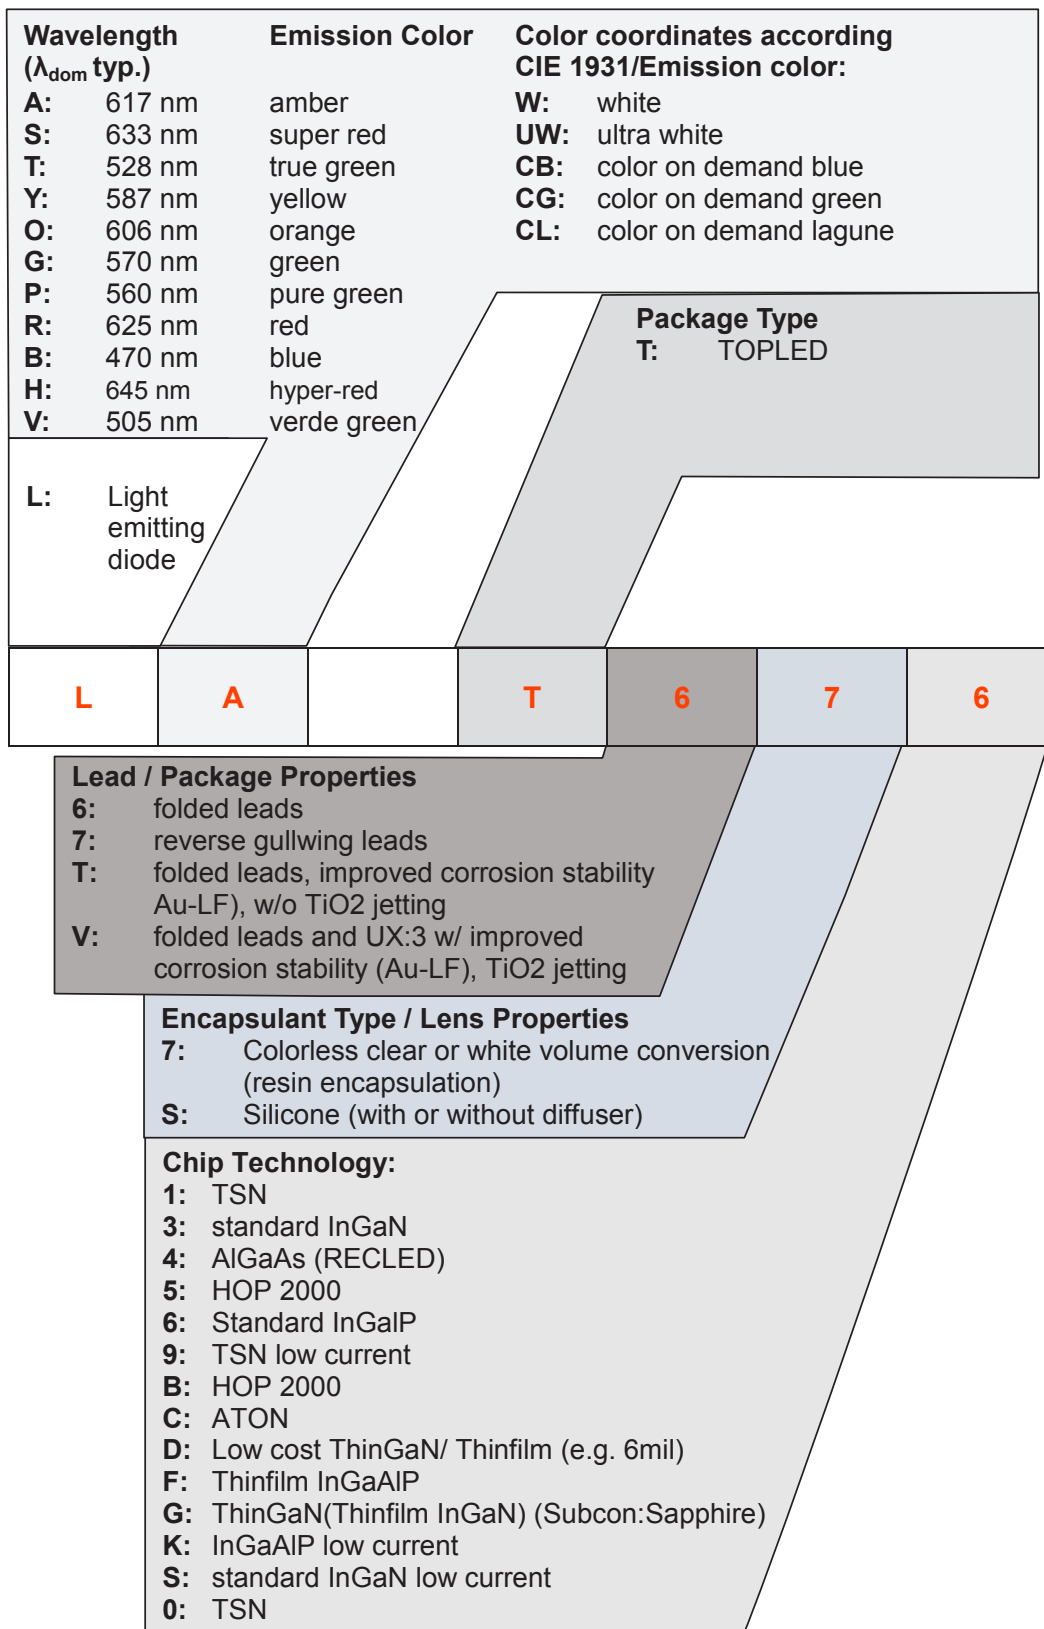 Wavelength Emission Color Color coordinates according
(λdom typ.) CIE 1931/Emission color:
A: 617 nm amber W: white
S: 633 nm super red UW: ultra white
T: 528 nm true green CB: color on demand blue
Y: 587 nm yellow CG: color on demand green
O: 606 nm orange CL: color on demand lagune
G: 570 nm green
P: 560 nm pure green
R: 625 nm red
B: 470 nm blue
H: 645 nm hyper-red
V: 505 nm verde green
Package Type
T: TOPLED
L: Light
emitting
diode
L A T 6 7 6
Lead / Package Properties
6: folded leads
7: reverse gullwing leads
T: folded leads, improved corrosion stability
Au-LF), w/o TiO2 jetting
V: folded leads and UX:3 w/ improved
corrosion stability (Au-LF), TiO2 jetting
Encapsulant Type / Lens Properties
7: Colorless clear or white volume conversion
(resin encapsulation)
S: Silicone (with or without diffuser)
Chip Technology:
1: TSN
3: standard InGaN
4: AlGaAs (RECLED)
5: HOP 2000
6: Standard InGalP
9: TSN low current
B: HOP 2000
C: ATON
D: Low cost ThinGaN/ Thinfilm (e.g. 6mil)
F: Thinfilm InGaAlP
G: ThinGaN(Thinfilm InGaN) (Subcon:Sapphire)
K: InGaAlP low current
S: standard InGaN low current
0: TSN